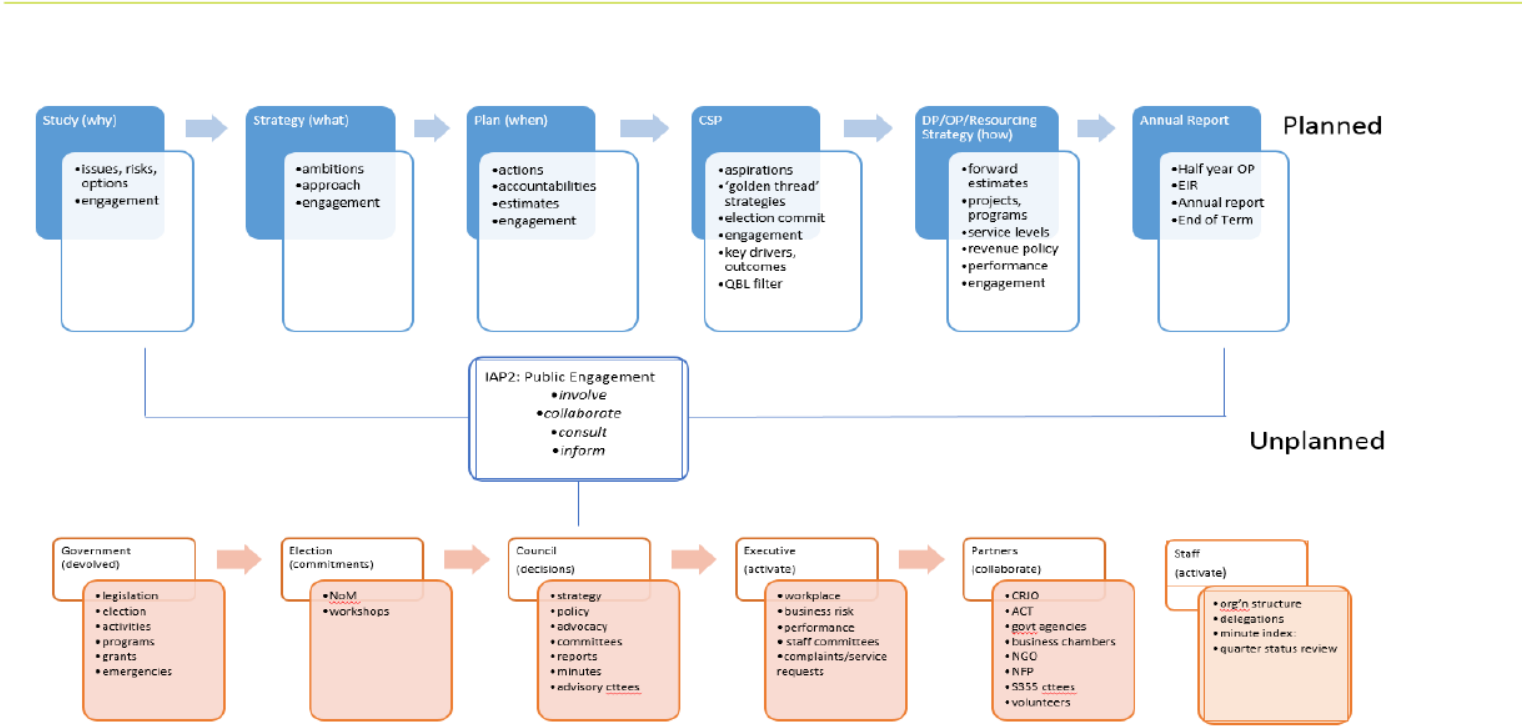 Study (why)
•issues, risks,
options
•engagement
Strategy (what)
•ambitions
•approach
•engagement
Plan (when)
•actions
•accountabilities
•estimates
•engagement
CSP
•aspirations
•‘golden thread’
strategies
•election commit
•engagement
•key drivers,
outcomes
•QBL filter
DP/OP/Resourcing
Strategy (how)
•forward
estimates
•projects,
programs
•service levels
•revenue policy
•performance
•engagement
Annual Report
•Half year OP
•EIR
•Annual report
•End of Term
Planned
IAP2: Public Engagement
•involve
•collaborate
•consult
•inform
Unplanned
Government
(devolved)
•legislation
•election
•activities
•programs
•grants
•emergencies
Election
(commitments)
•NoM
•workshops
Council
(decisions)
•strategy
•policy
•advocacy
•committees
•reports
•minutes
•advisory cttees
Executive
(activate)
•workplace
•business risk
•performance
• staff committees
•complaints/service
requests
Partners
(collaborate)
•CRJO
•ACT
•govt agencies
•business chambers
•NGO
•NFP
•S355 cttees
•volunteers
Staff
(activate)
•org’n structure
•delegations
•minute index:
•quarter status review